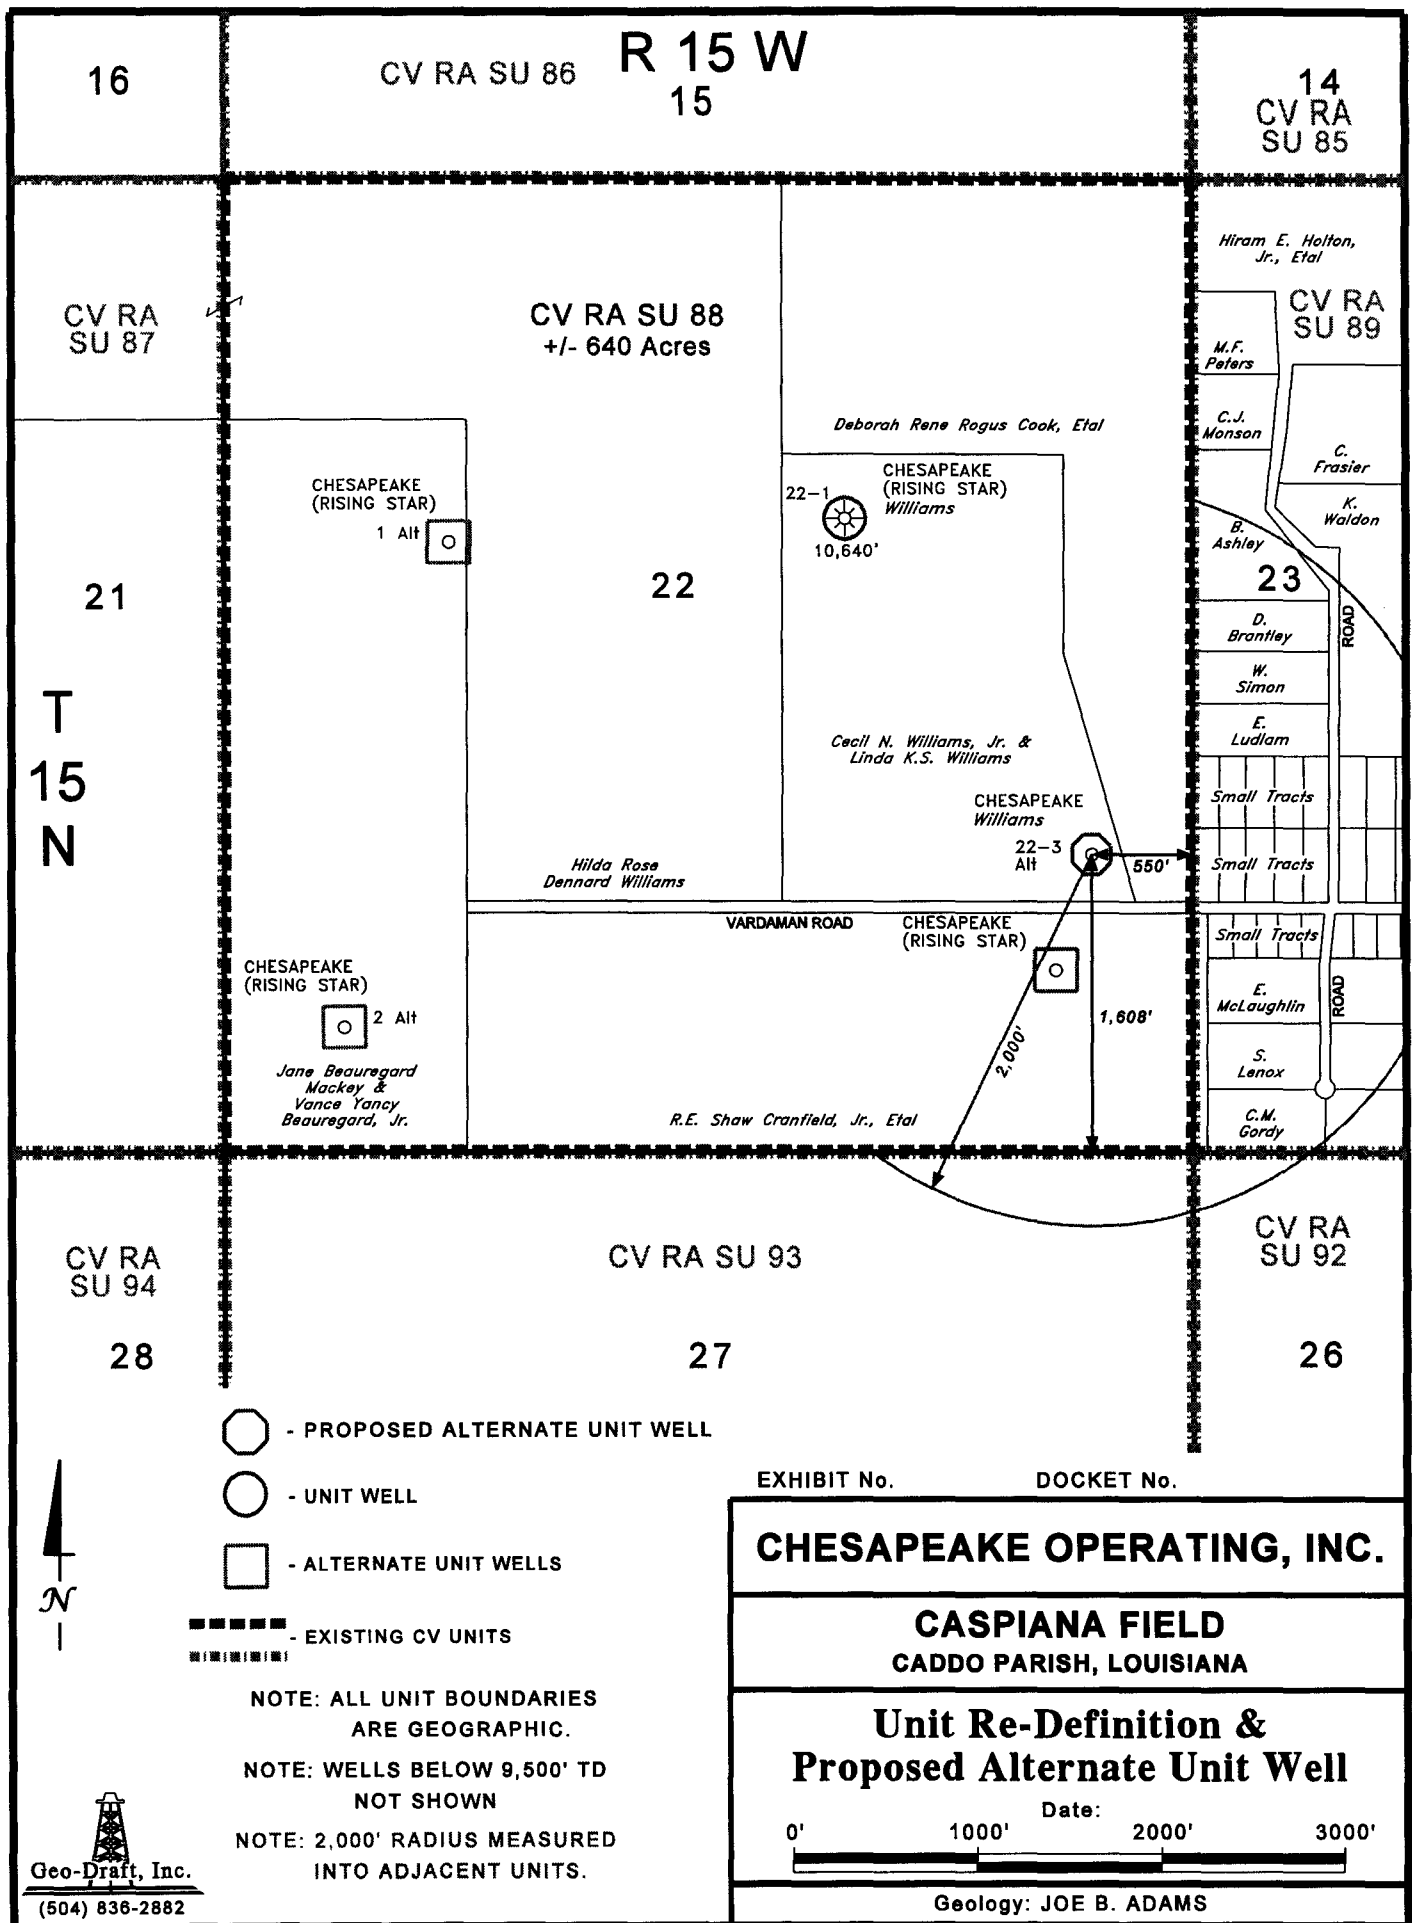 R 15 W
16
CV RA SU 86
15
14
CV RA
SU 85
Hiram E. Holton,
Jr., Etal
CV RA
SU 87
CV RA SU 88
+/- 640 Acres
CV RA
SU 89
M.F.
Peters
C.J.
Monson
C.
Frasier
K.
Waldon
B.
Ashley
Deborah Rene Rogus Cook, Etal
CHESAPEAKE
(RISING STAR)
1 Alt
CHESAPEAKE
(RISING STAR)
Williams
22-1
10,640'
21
22
23
D.
Brantley
ROAD
W.
Simon
E.
Ludlam
T
15
N
Cecil N. Williams, Jr. &
Linda K.S. Williams
Small Tracts
CHESAPEAKE
Williams
22-3
Alt
550'
Small Tracts
Hilda Rose
Dennard Williams
VARDAMAN ROAD
CHESAPEAKE
(RISING STAR)
Small Tracts
CHESAPEAKE
(RISING STAR)
2 Alt
E.
McLaughlin
ROAD
1,608'
2,000'
S.
Lenox
Jane Beauregard
Mackey &
Vance Yancy
Beauregard, Jr.
R.E. Shaw Cranfield, Jr., Etal
C.M.
Gordy
CV RA
SU 94
CV RA SU 93
CV RA
SU 92
28
27
26
- PROPOSED ALTERNATE UNIT WELL
- UNIT WELL
- ALTERNATE UNIT WELLS
- EXISTING CV UNITS
N
NOTE: ALL UNIT BOUNDARIES
ARE GEOGRAPHIC.
NOTE: WELLS BELOW 9,500' TD
NOT SHOWN
NOTE: 2,000' RADIUS MEASURED
INTO ADJACENT UNITS.
Geo-Draft, Inc.
(504) 836-2882
EXHIBIT No. DOCKET No.
CHESAPEAKE OPERATING, INC.
CASPIANA FIELD
CADDO PARISH, LOUISIANA
Unit Re-Definition &
Proposed Alternate Unit Well
Date:
0' 1000' 2000' 3000'
Geology: JOE B. ADAMS